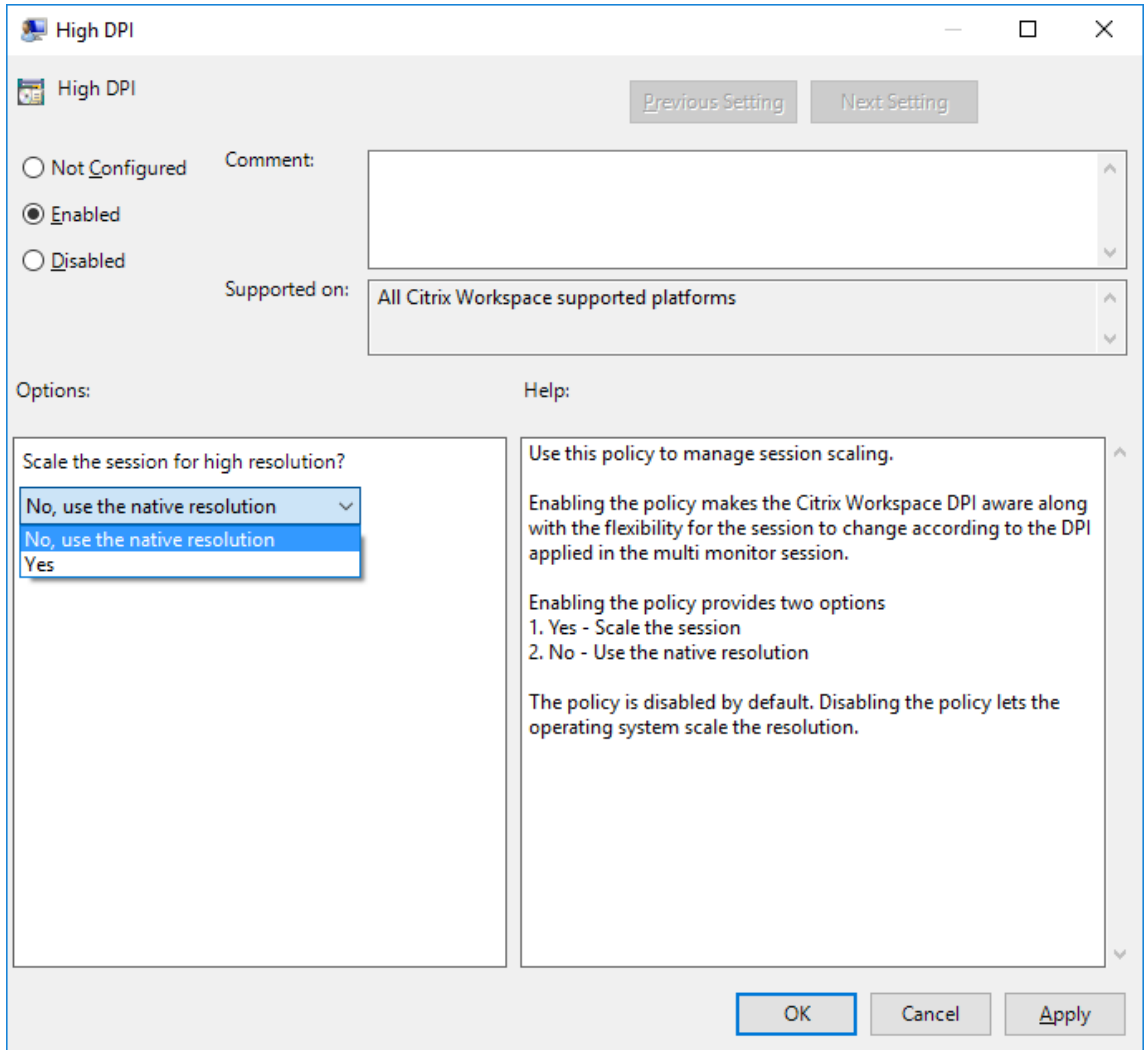 High DPI
High DPI
Previous Setting
Next Setting
Not Configured
Enabled
Disabled
Comment:
Supported on:
All Citrix Workspace supported platforms
Options:
Help:
Scale the session for high resolution?
No, use the native resolution
No, use the native resolution
Yes
Use this policy to manage session scaling.
Enabling the policy makes the Citrix Workspace DPI aware along
with the flexibility for the session to change according to the DPI
applied in the multi monitor session.
Enabling the policy provides two options
1. Yes - Scale the session
2. No - Use the native resolution
The policy is disabled by default. Disabling the policy lets the
operating system scale the resolution.
OK
Cancel
Apply